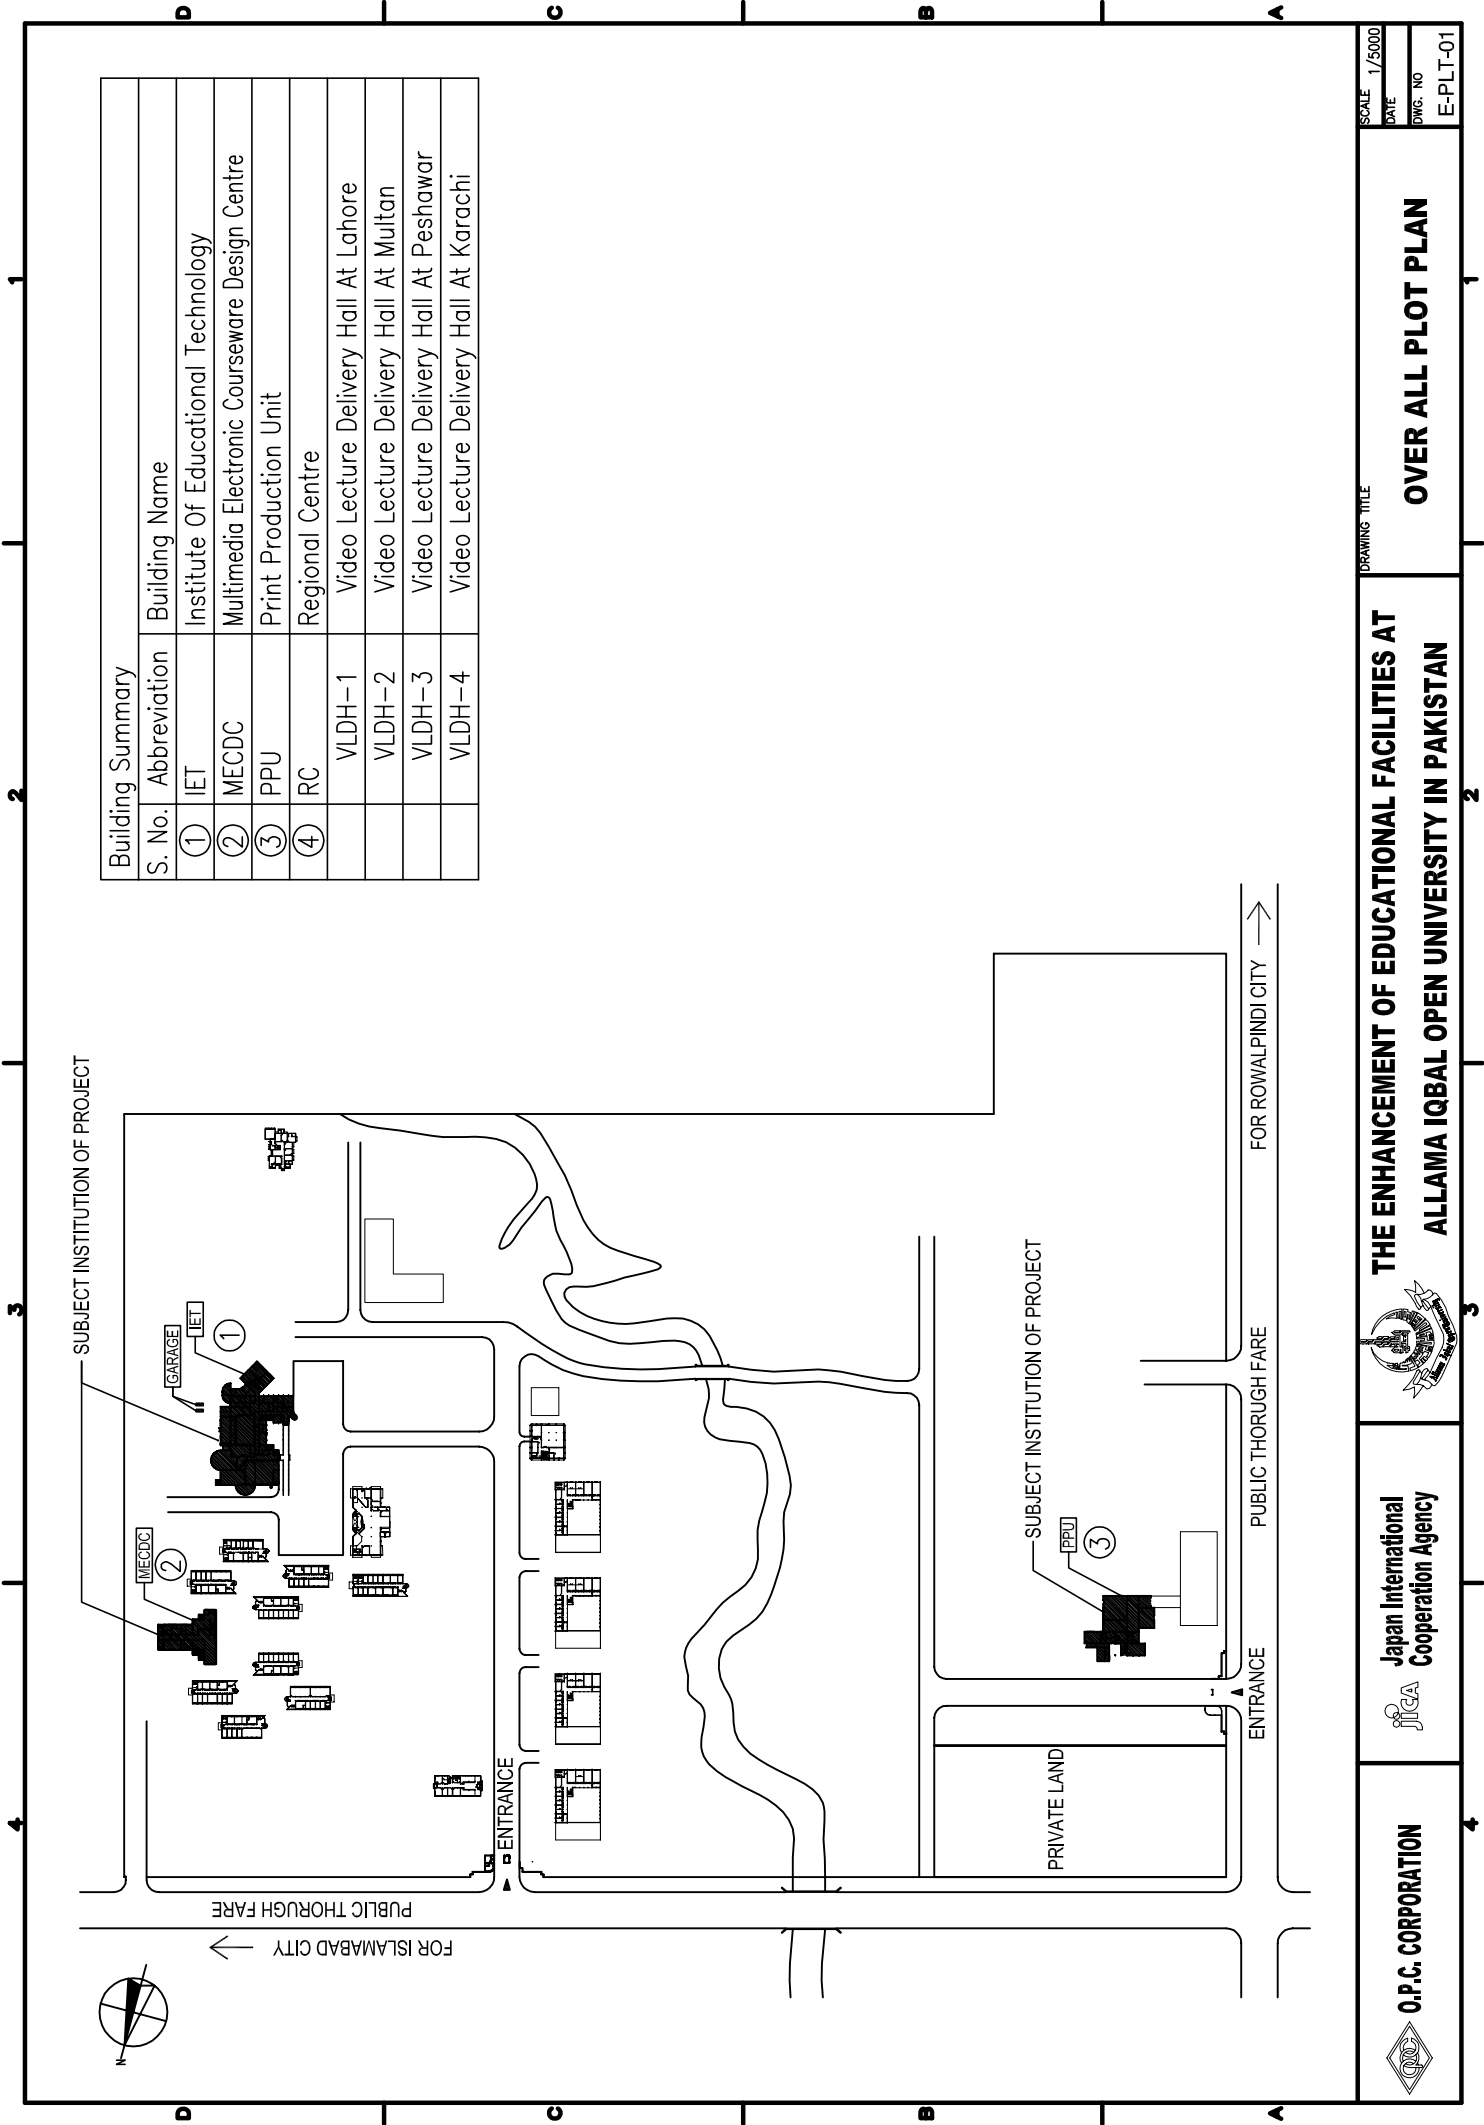 4
3
2
1
D
C
B
A
D
C
B
A
4
3
2
1
N
FOR ISLAMABAD CITY
PUBLIC THORUGH FARE
ENTRANCE
SUBJECT INSTITUTION OF PROJECT
MECDC
2
GARAGE
IET
1
PRIVATE LAND
SUBJECT INSTITUTION OF PROJECT
PPU
3
ENTRANCE
PUBLIC THORUGH FARE
FOR ROWALPINDI CITY
Building Summary
S. No. Abbreviation Building Name
1 IET Institute Of Educational Technology
2 MECDC Multimedia Electronic Courseware Design Centre
3 PPU Print Production Unit
4 RC Regional Centre
VLDH-1 Video Lecture Delivery Hall At Lahore
VLDH-2 Video Lecture Delivery Hall At Multan
VLDH-3 Video Lecture Delivery Hall At Peshawar
VLDH-4 Video Lecture Delivery Hall At Karachi
O.P.C. CORPORATION
jica
Japan International
Cooperation Agency
THE ENHANCEMENT OF EDUCATIONAL FACILITIES AT
ALLAMA IQBAL OPEN UNIVERSITY IN PAKISTAN
DRAWING TITLE
OVER ALL PLOT PLAN
SCALE 1/5000
DATE
DWG. NO
E-PLT-01